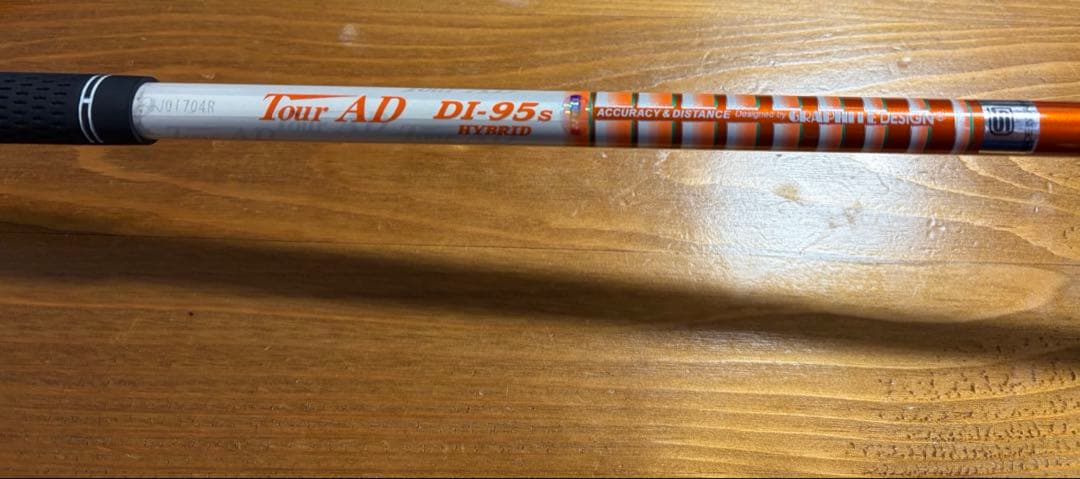 J01704R
Tour AD
DI-95s
HYBRID
ACCURACY & DISTANCE Designed by GRAPHITE DESIGN®